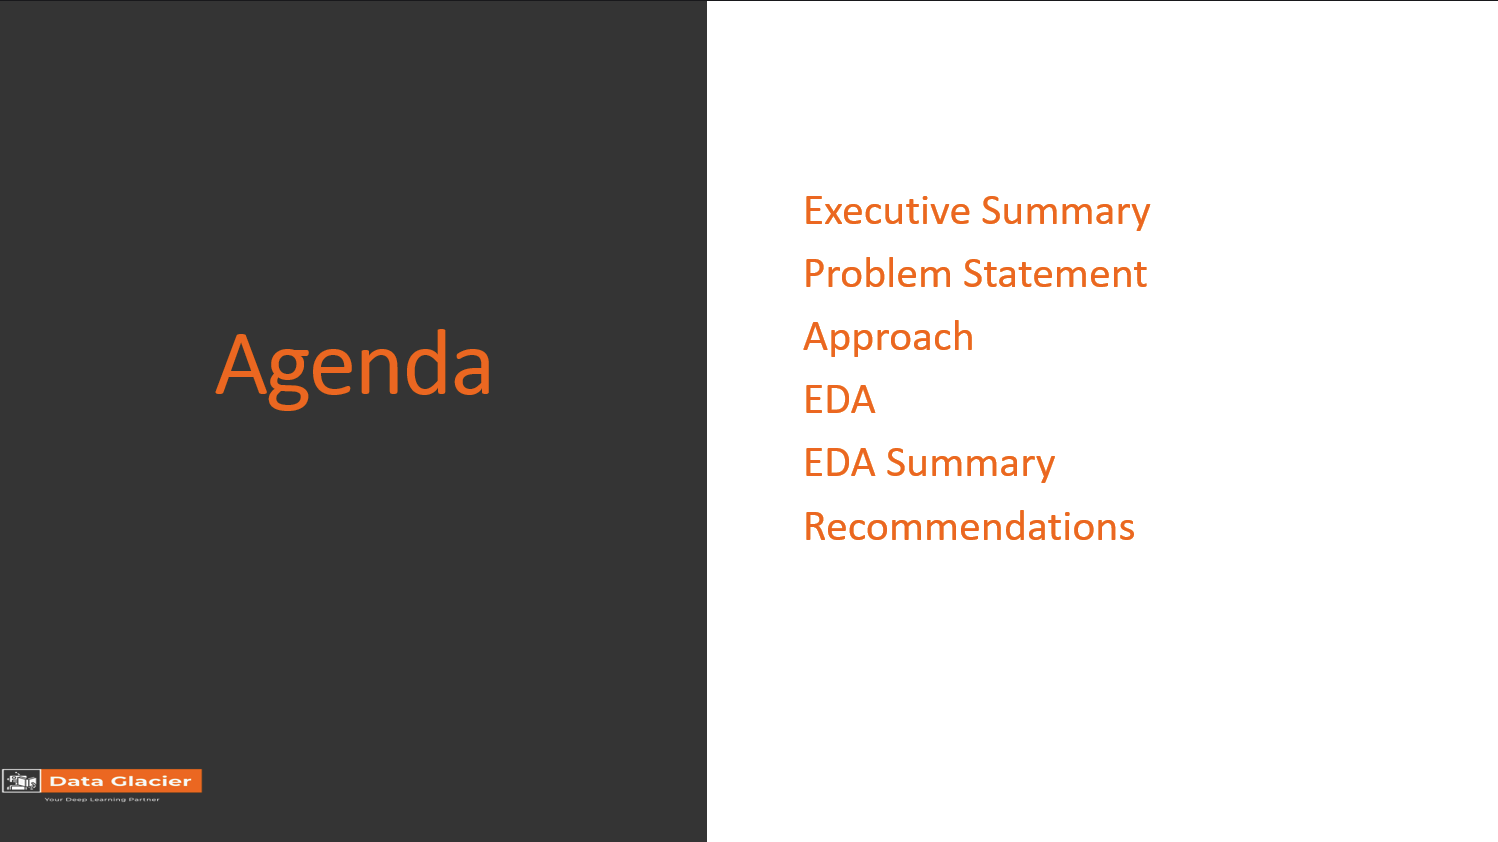 Agenda
Executive Summary
Problem Statement
Approach
EDA
EDA Summary
Recommendations
Data Glacier
Your Deep Learning Partner